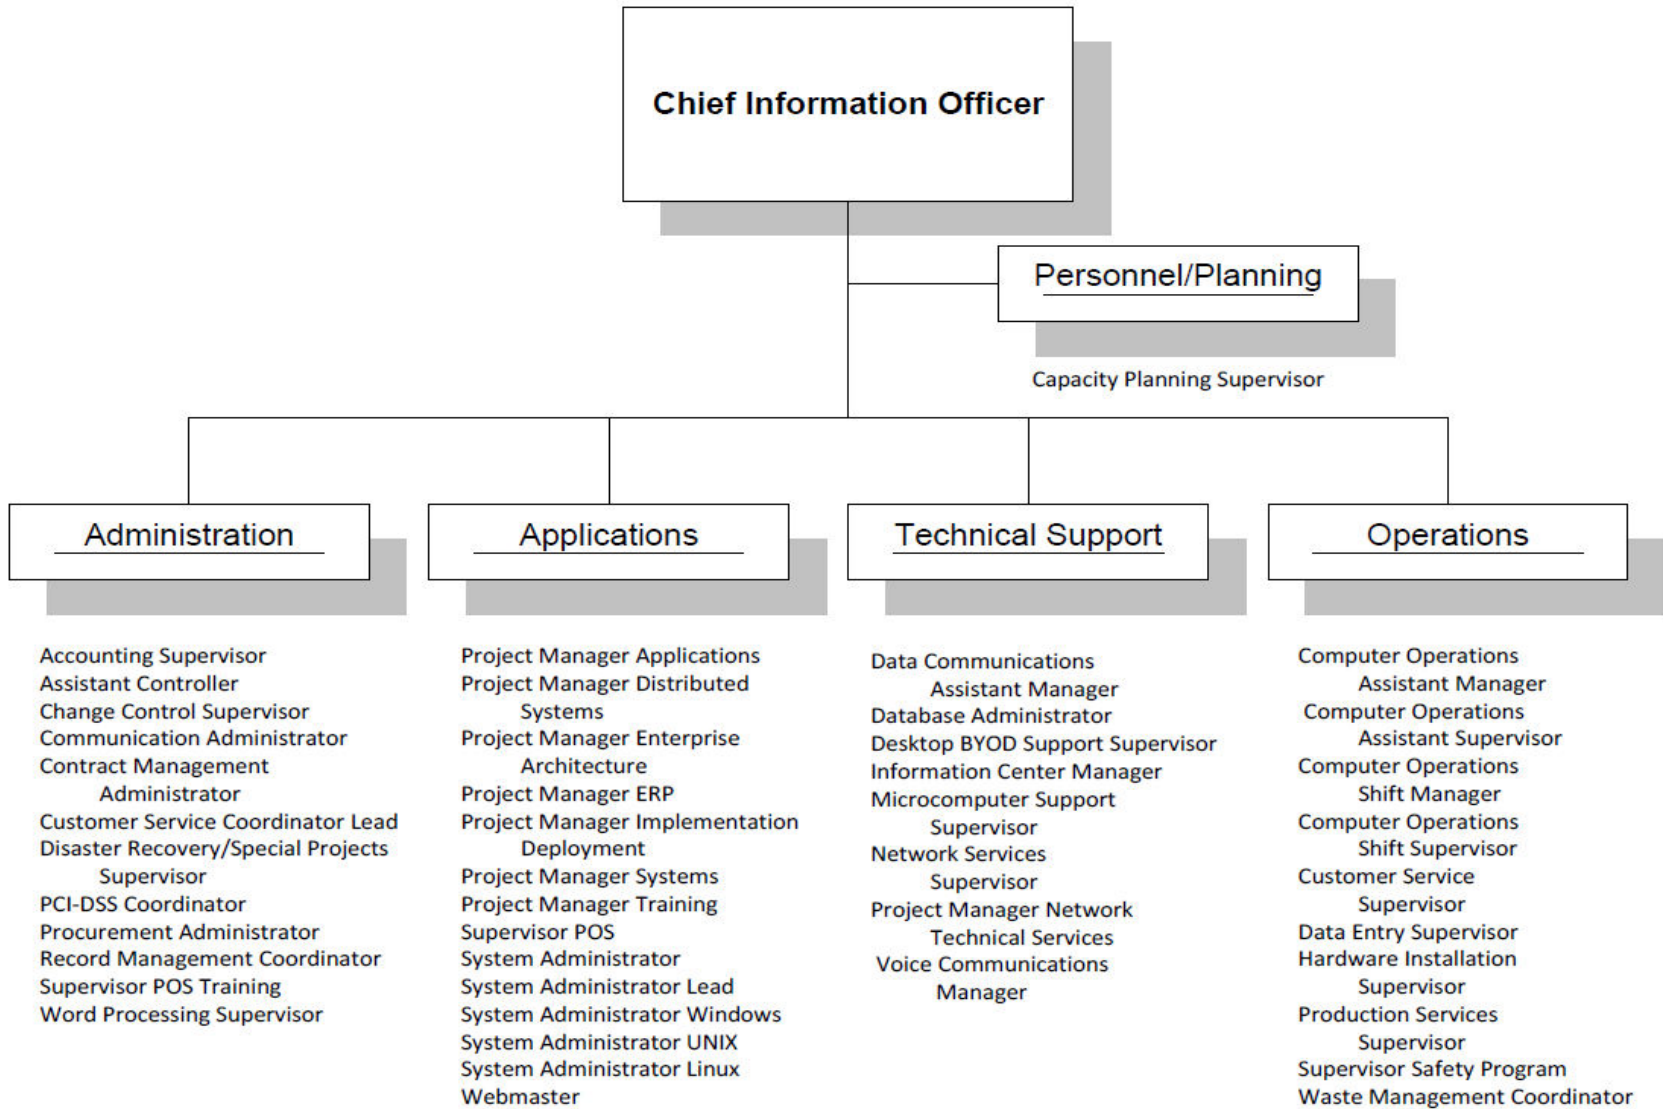 Chief Information Officer
Personnel/Planning
Capacity Planning Supervisor
Administration
Accounting Supervisor
Assistant Controller
Change Control Supervisor
Communication Administrator
Contract Management
Administrator
Customer Service Coordinator Lead
Disaster Recovery/Special Projects
Supervisor
PCI-DSS Coordinator
Procurement Administrator
Record Management Coordinator
Supervisor POS Training
Word Processing Supervisor
Applications
Project Manager Applications
Project Manager Distributed
Systems
Project Manager Enterprise
Architecture
Project Manager ERP
Project Manager Implementation
Deployment
Project Manager Systems
Project Manager Training
Supervisor POS
System Administrator
System Administrator Lead
System Administrator Windows
System Administrator UNIX
System Administrator Linux
Webmaster
Technical Support
Data Communications
Assistant Manager
Database Administrator
Desktop BYOD Support Supervisor
Information Center Manager
Microcomputer Support
Supervisor
Network Services
Supervisor
Project Manager Network
Technical Services
Voice Communications
Manager
Operations
Computer Operations
Assistant Manager
Computer Operations
Assistant Supervisor
Computer Operations
Shift Manager
Computer Operations
Shift Supervisor
Customer Service
Supervisor
Data Entry Supervisor
Hardware Installation
Supervisor
Production Services
Supervisor
Supervisor Safety Program
Waste Management Coordinator